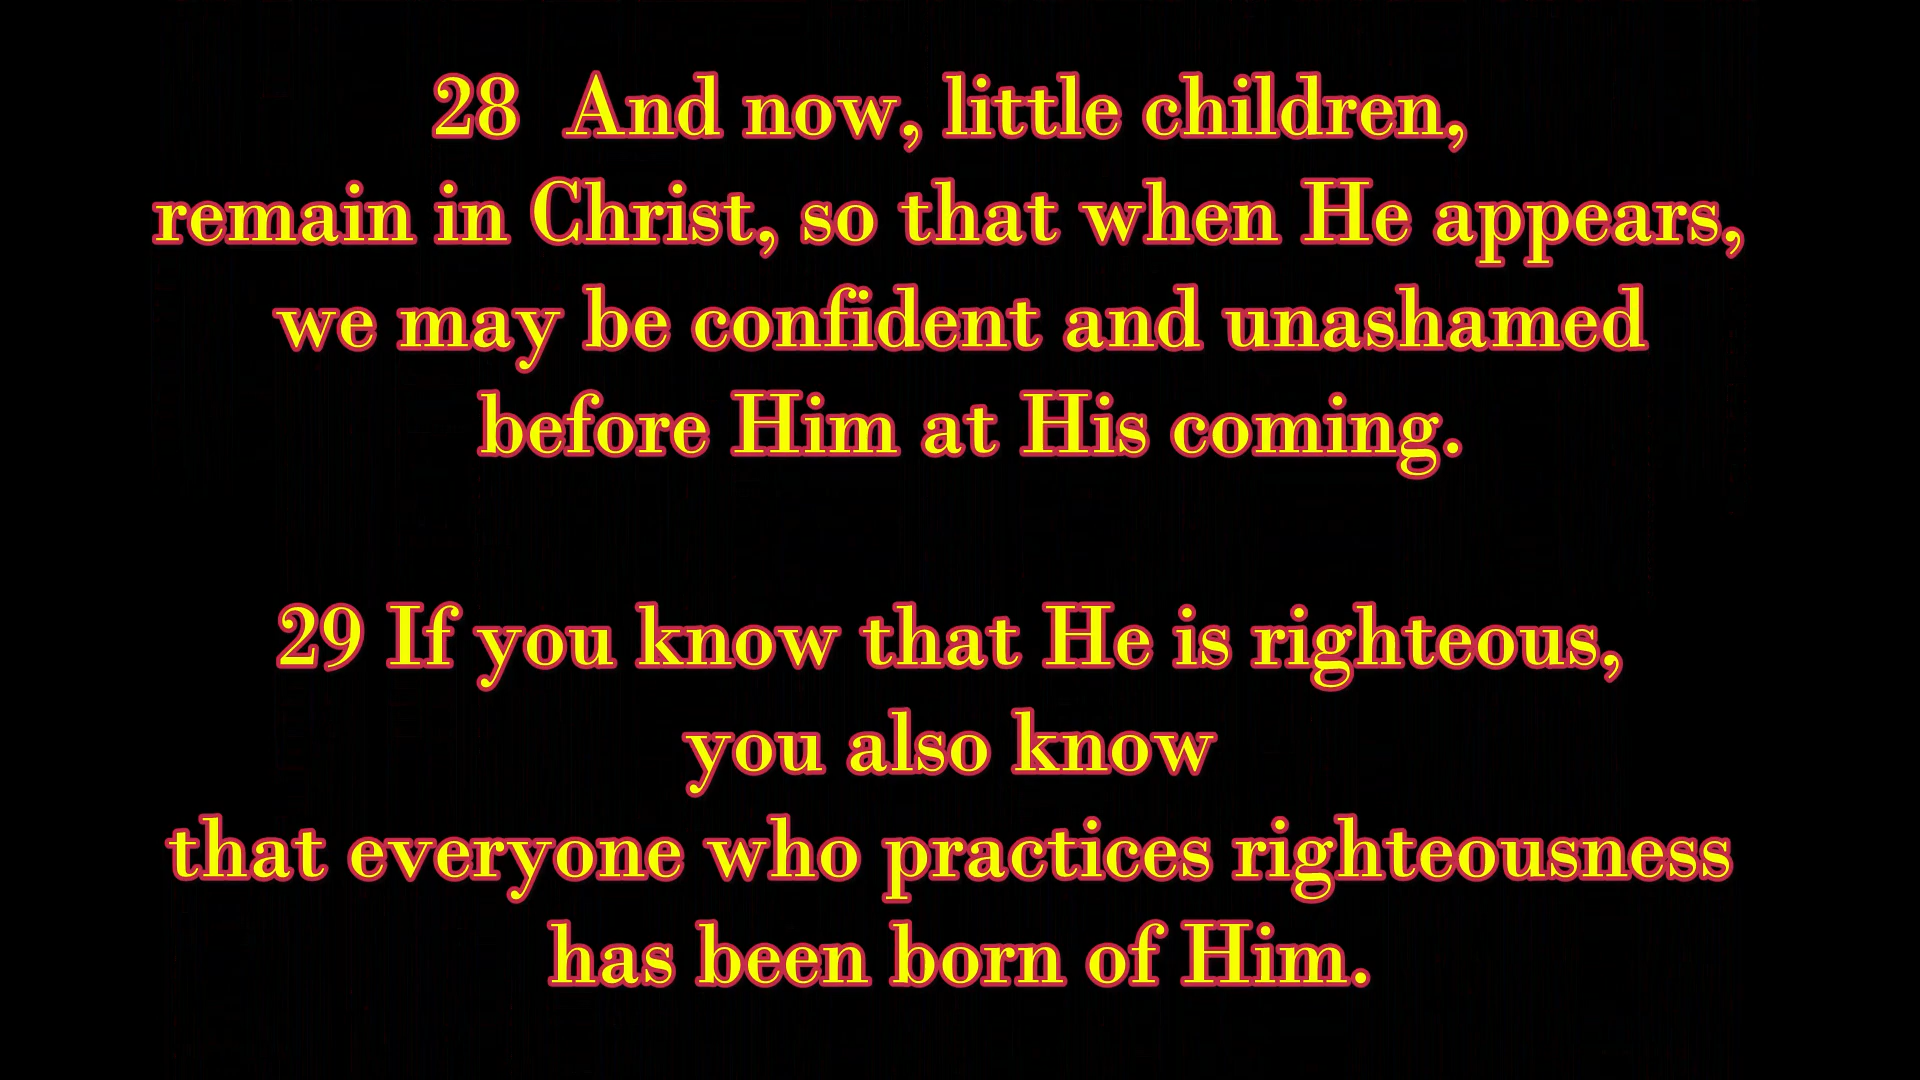 28  And now, little children,
remain in Christ, so that when He appears,
we may be confident and unashamed
before Him at His coming.
29 If you know that He is righteous,
you also know
that everyone who practices righteousness
has been born of Him.